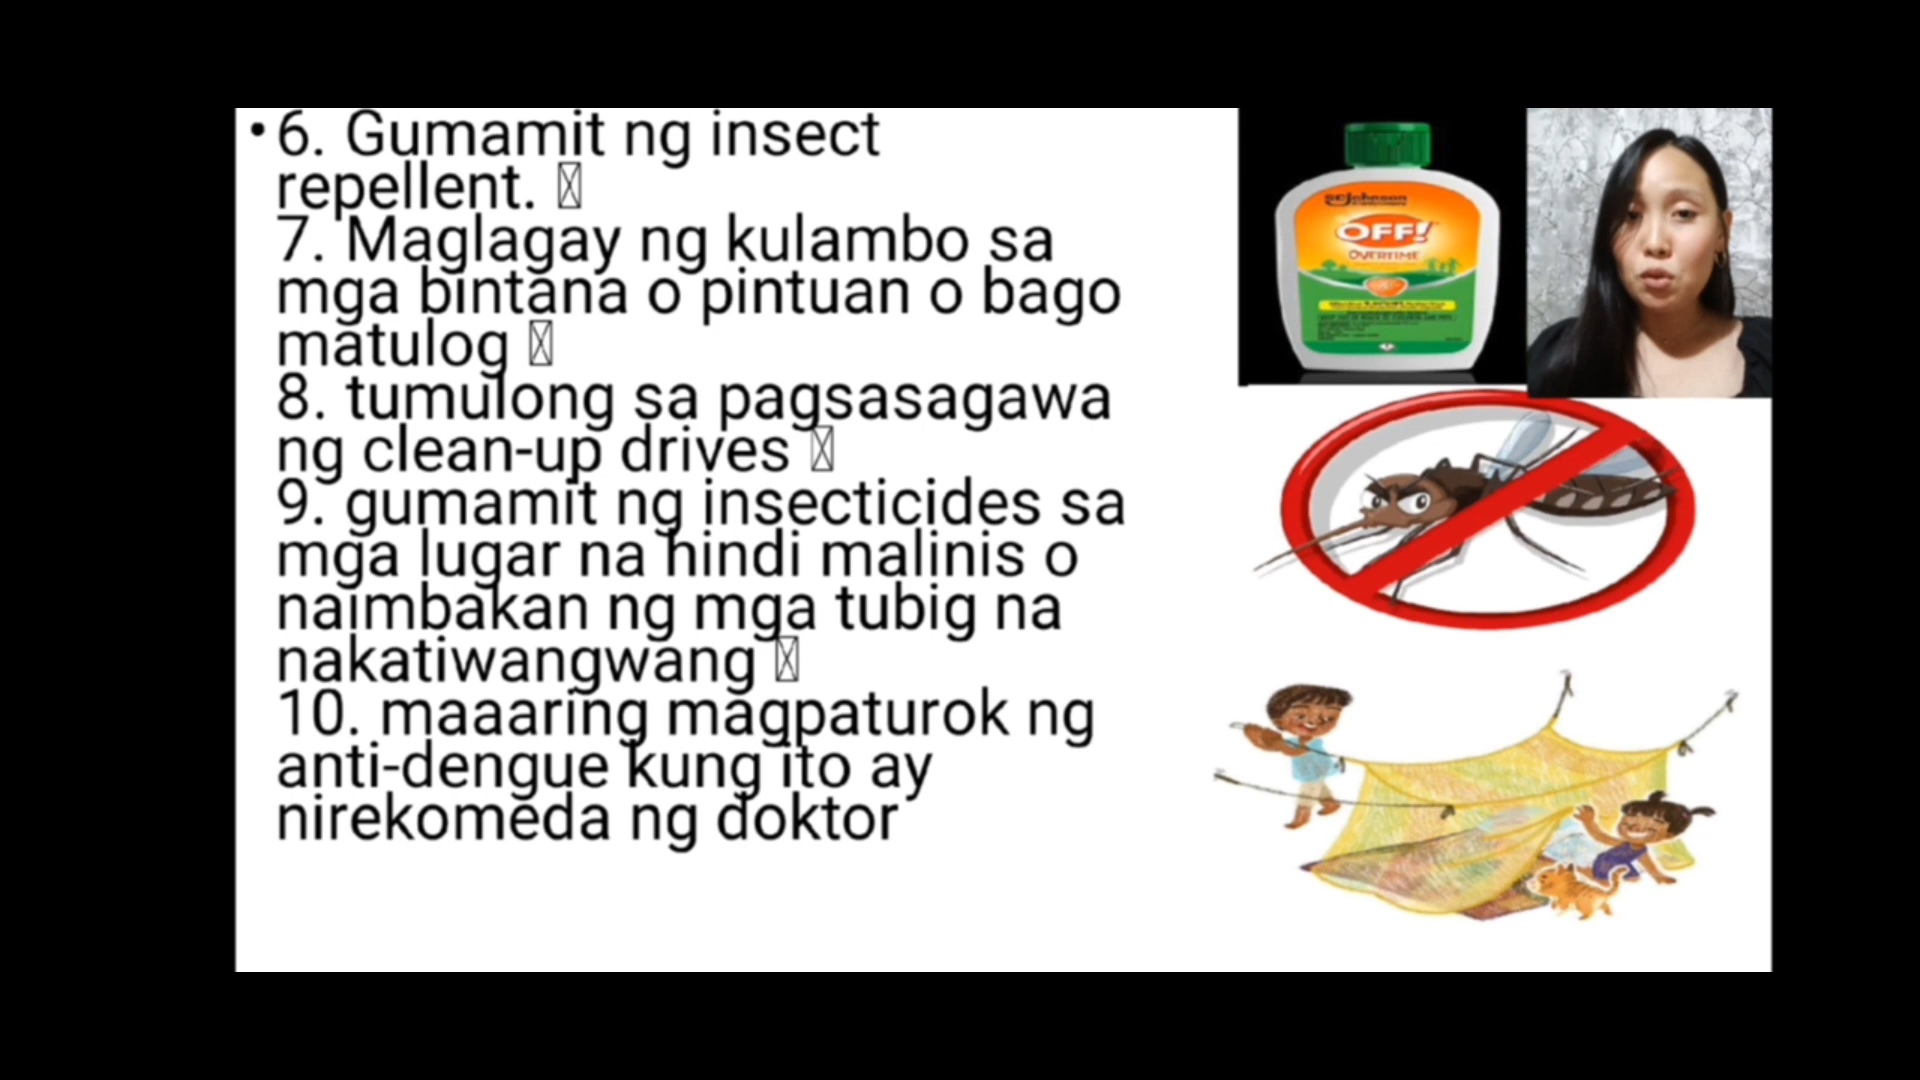 • 6. Gumamit ng insect
repellent.
7. Maglagay ng kulambo sa
mga bintana o pintuan o bago
matulog
8. tumulong sa pagsasagawa
ng clean-up drives
9. gumamit ng insecticides sa
mga lugar na hindi malinis o
naimbakan ng mga tubig na
nakatiwangwang
10. maaaring magpaturok ng
anti-dengue kung ito ay
nirekomeda ng doktor
SC Johnson
OFF!
OVERTIME